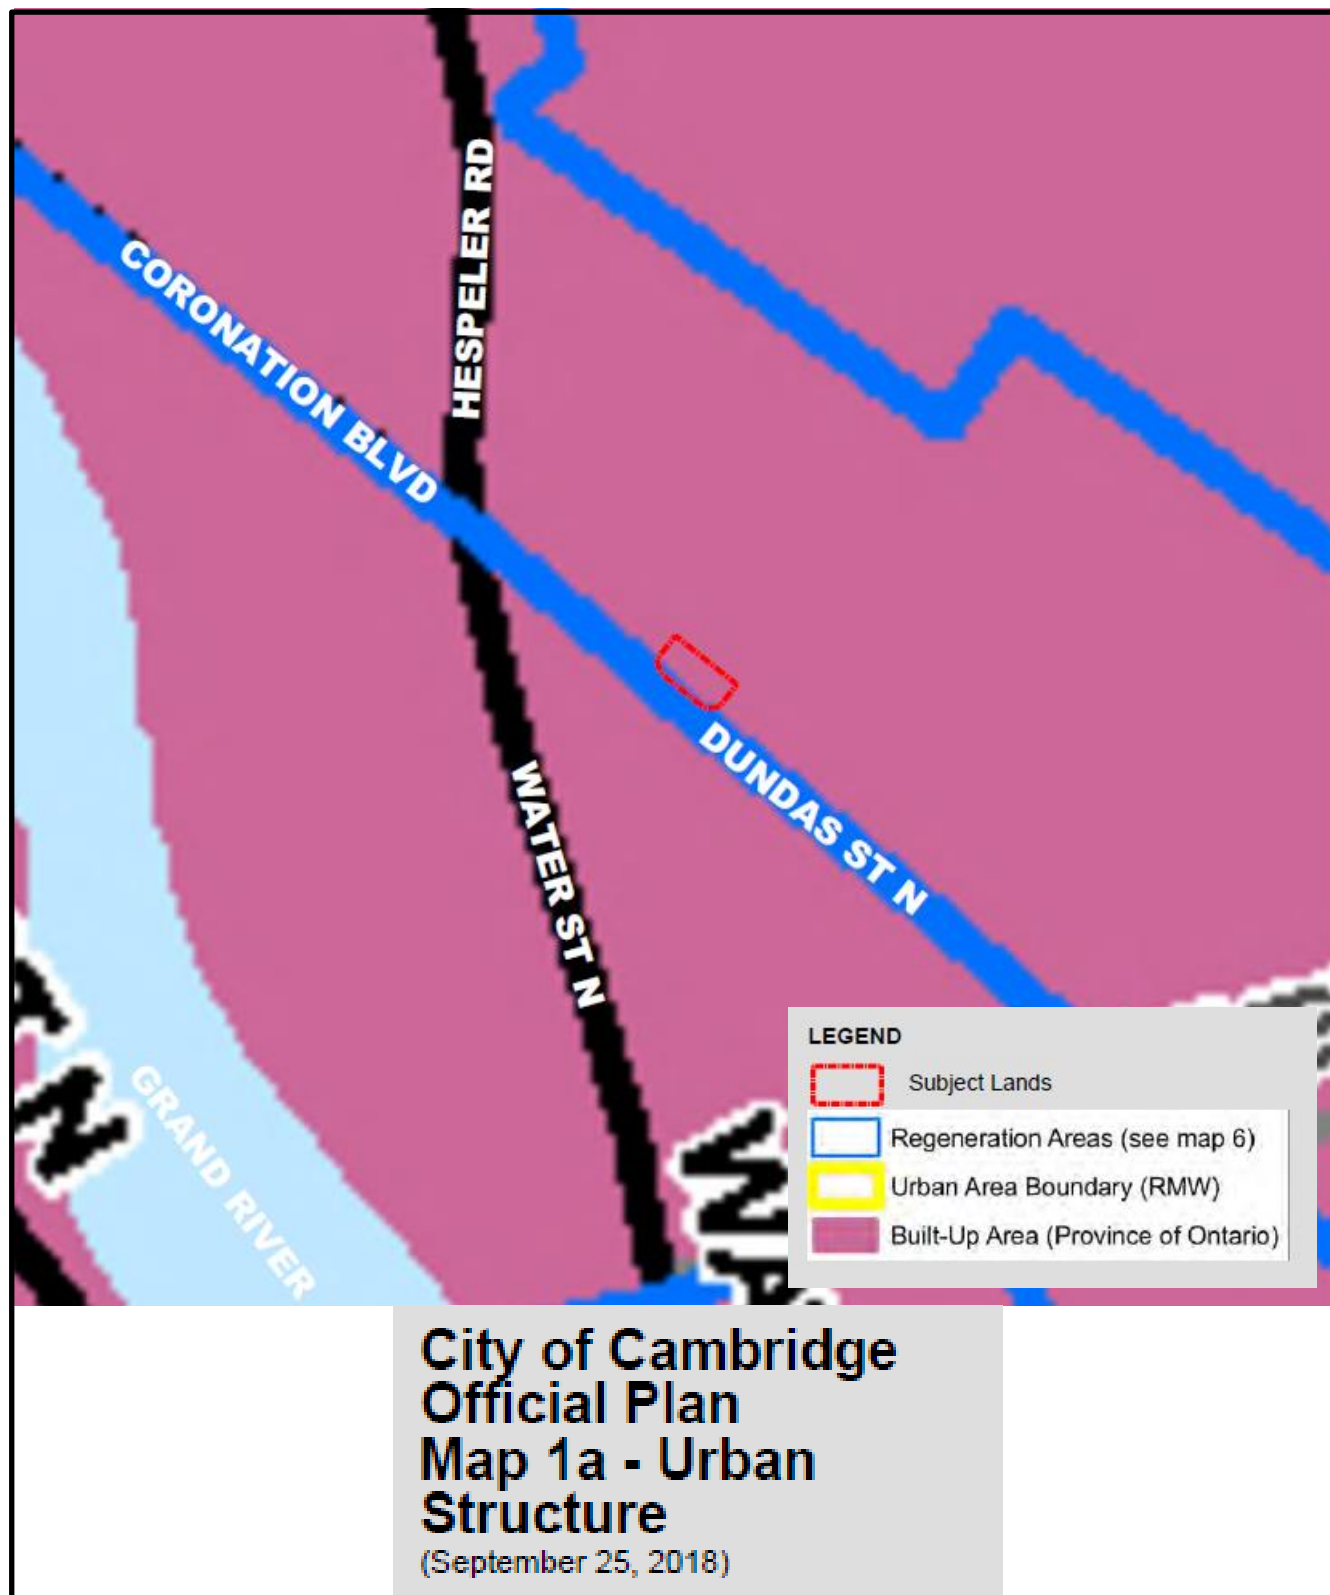 HESPELER RD
CORONATION BLVD
DUNDAS ST N
WATER ST N
GRAND RIVER
LEGEND
Subject Lands
Regeneration Areas (see map 6)
Urban Area Boundary (RMW)
Built-Up Area (Province of Ontario)
City of Cambridge
Official Plan
Map 1a - Urban
Structure
(September 25, 2018)